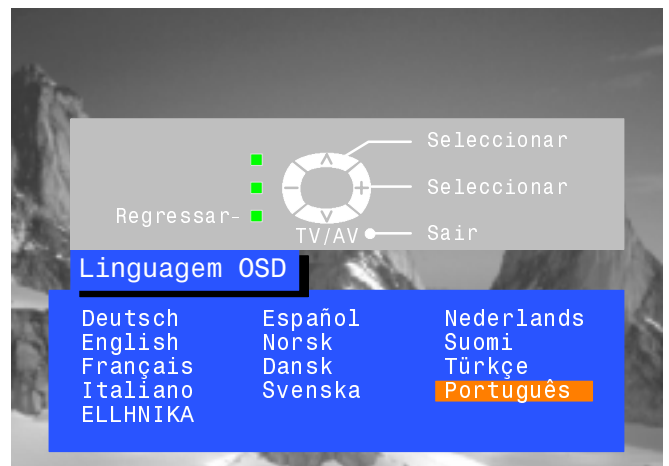 Seleccionar
Seleccionar
Regressar-
TV/AV Sair
Linguagem OSD
Deutsch Español Nederlands
English Norsk Suomi
Français Dansk Türkçe
Italiano Svenska Português
ELLHNIKA